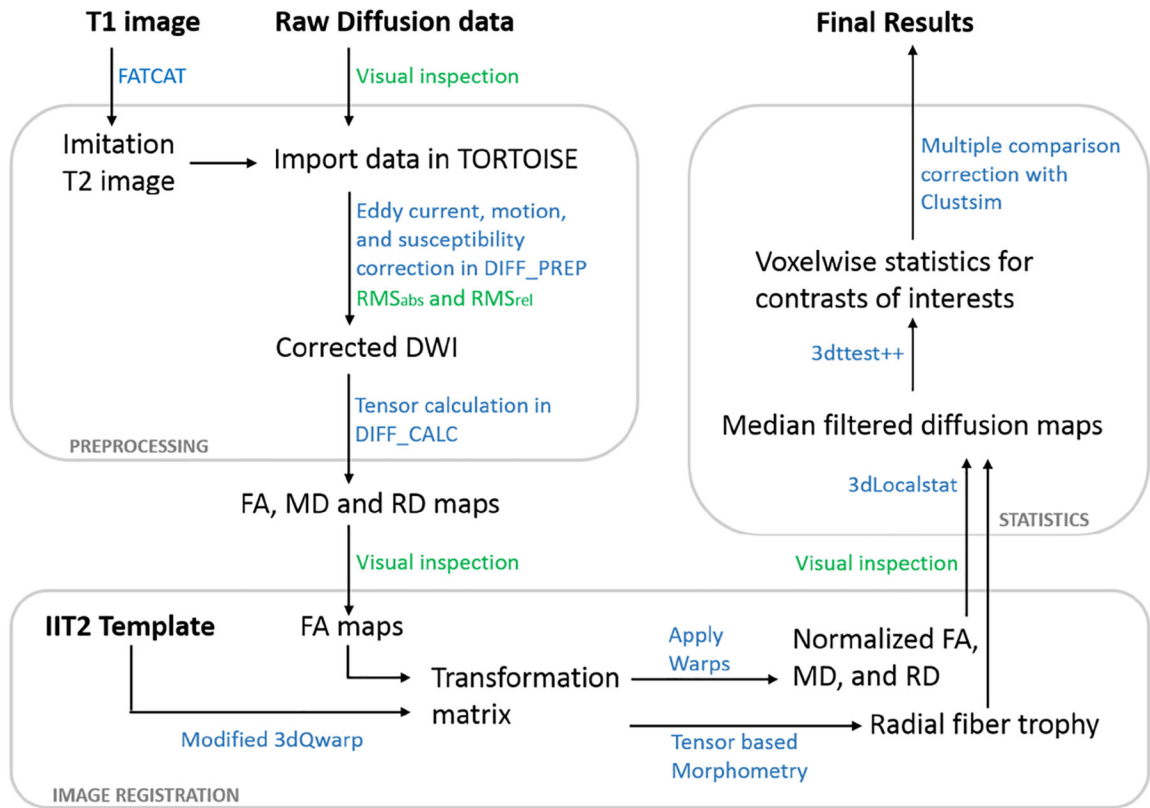 T1 image
Raw Diffusion data
Final Results
FATCAT
Visual inspection
Imitation
T2 image
Import data in TORTOISE
Eddy current, motion,
and susceptibility
correction in DIFF_PREP
RMSabs and RMSrel
Corrected DWI
Tensor calculation in
DIFF_CALC
PREPROCESSING
FA, MD and RD maps
Visual inspection
IIT2 Template
FA maps
Transformation
matrix
Modified 3dQwarp
Apply
Warps
Normalized FA,
MD, and RD
Tensor based
Morphometry
Radial fiber trophy
IMAGE REGISTRATION
Visual inspection
3dLocalstat
STATISTICS
Median filtered diffusion maps
3dttest++
Voxelwise statistics for
contrasts of interests
Multiple comparison
correction with
Clustsim